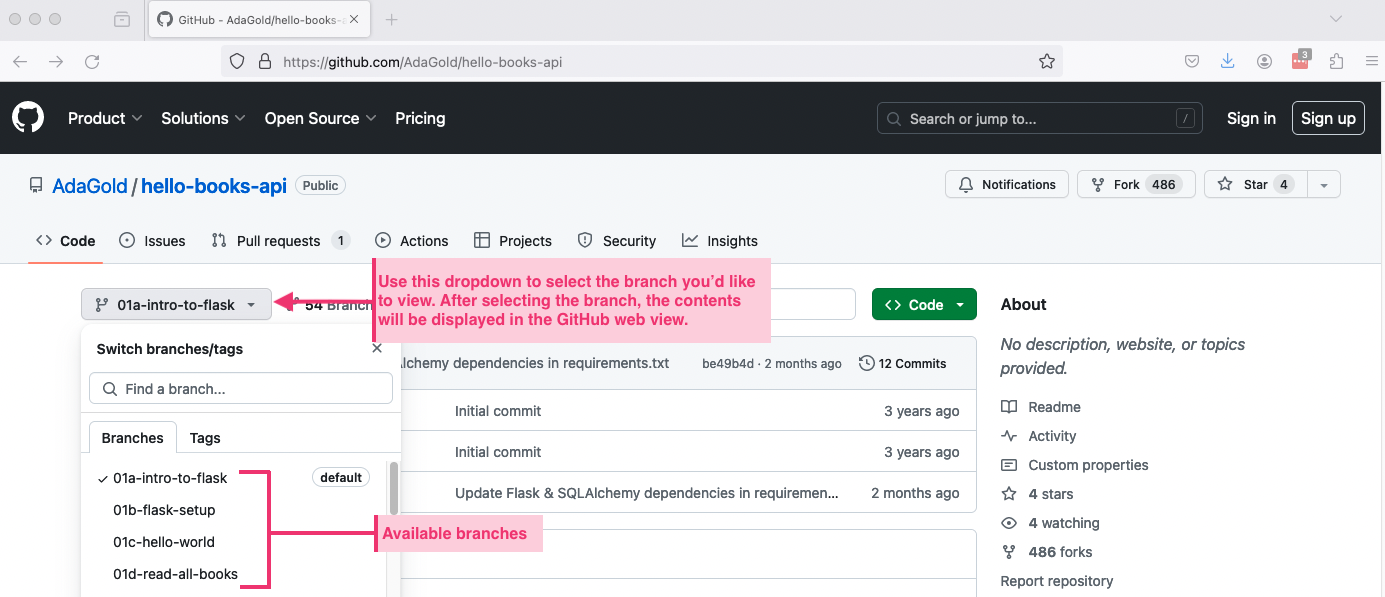 GitHub - AdaGold/hello-books-
https://github.com/AdaGold/hello-books-api
3
Product
Solutions
Open Source
Pricing
Search or jump to...
/
Sign in
Sign up
AdaGold / hello-books-api
Public
Notifications
Fork 486
Star 4
Code
Issues
Pull requests 1
Actions
Projects
Security
Insights
01a-intro-to-flask
54 Branch
Use this dropdown to select the branch you'd like
to view. After selecting the branch, the contents
will be displayed in the GitHub web view.
Code
About
Switch branches/tags
Find a branch...
Branches
Tags
01a-intro-to-flask
default
01b-flask-setup
01c-hello-world
01d-read-all-books
Available branches
lchemy dependencies in requirements.txt
be49b4d · 2 months ago
12 Commits
Initial commit
3 years ago
Initial commit
3 years ago
Update Flask & SQLAlchemy dependencies in requiremen...
2 months ago
No description, website, or topics
provided.
Readme
Activity
Custom properties
4 stars
4 watching
486 forks
Report repository